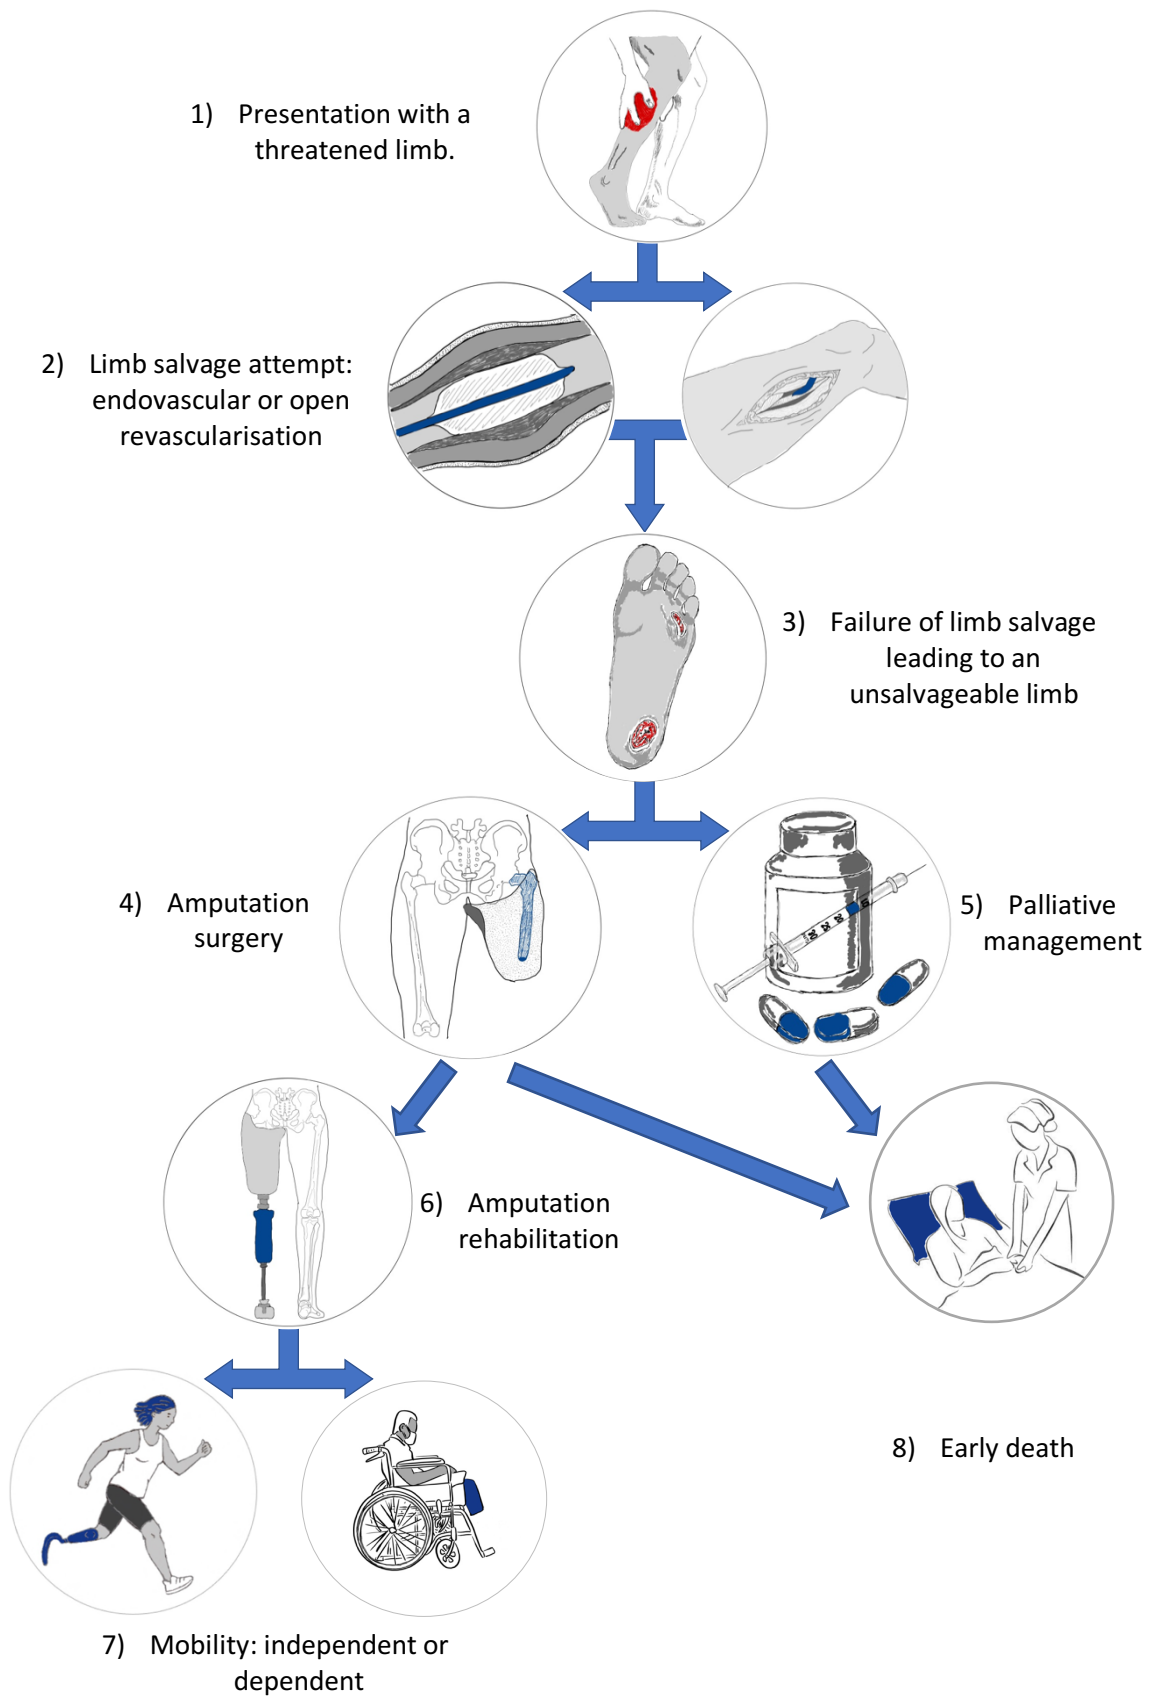 1) Presentation with a
threatened limb.
2) Limb salvage attempt:
endovascular or open
revascularisation
3) Failure of limb salvage
leading to an
unsalvageable limb
4) Amputation
surgery
5) Palliative
management
6) Amputation
rehabilitation
8) Early death
7) Mobility: independent or
dependent